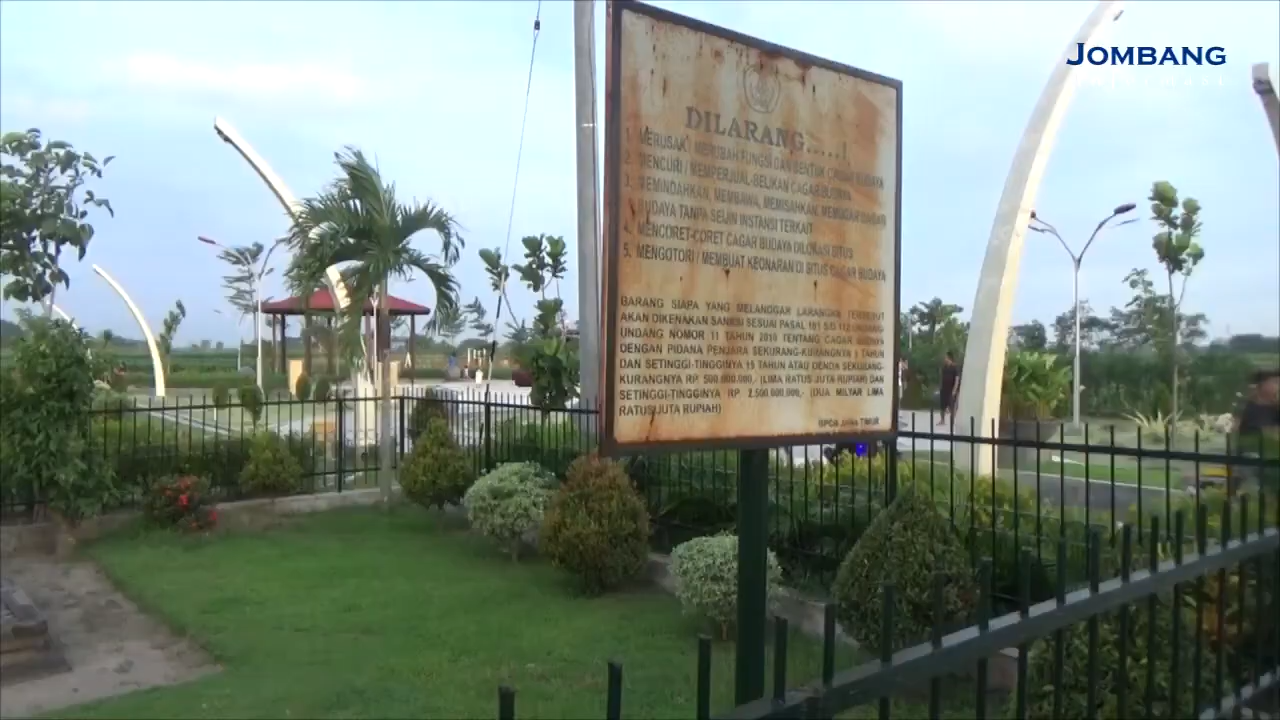 JOMBANG
DILARANG.....!
1. MERUSAK / MERUBAH FUNGSI DAN BENTUK CAGAR BUDAYA
2. MENCURI / MEMPERJUAL-BELIKAN CAGAR BUDAYA
3. MEMINDAHKAN, MEMBAWA, MEMISAHKAN, MEMUGAR CAGAR
BUDAYA TANPA SEIJIN INSTANSI TERKAIT
4. MENCORET-CORET CAGAR BUDAYA DILOKASI SITUS
5. MENGOTORI / MEMBUAT KEONARAN DI SITUS CAGAR BUDAYA
BARANG SIAPA YANG MELANGGAR LARANGAN TERSEBUT
AKAN DIKENAKAN SANKSI SESUAI PASAL 101 S/D 112 UNDANG
UNDANG NOMOR 11 TAHUN 2010 TENTANG CAGAR BUDAYA
DENGAN PIDANA PENJARA SEKURANG-KURANGNYA 1 TAHUN
DAN SETINGGI-TINGGINYA 15 TAHUN ATAU DENDA SEKURANG-
KURANGNYA RP 500.000.000,- (LIMA RATUS JUTA RUPIAH) DAN
SETINGGI-TINGGINYA RP 2.500.000.000,- (DUA MILYAR LIMA
RATUS JUTA RUPIAH)
BPCB JAWA TIMUR